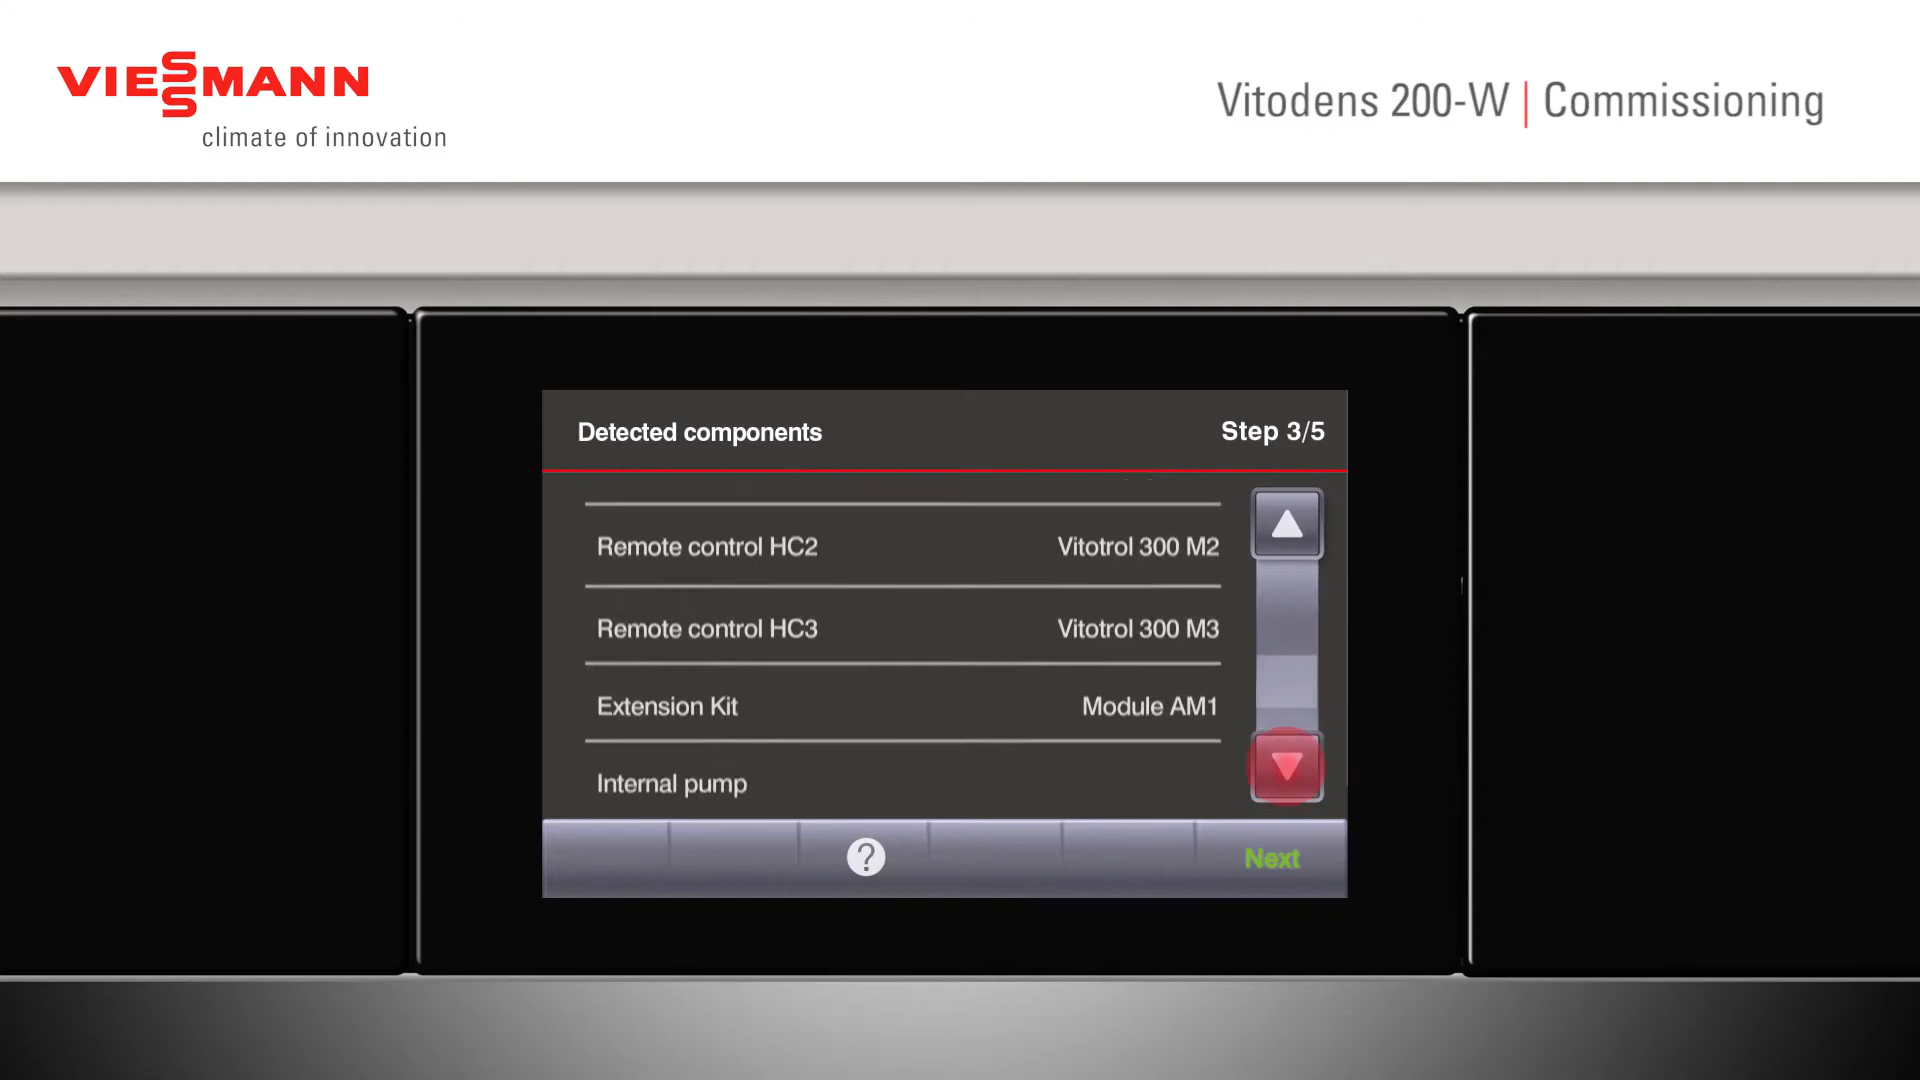 VIESSMANN
climate of innovation
Vitodens 200-W | Commissioning
Detected components
Step 3/5
Remote control HC2 Vitotrol 300 M2
Remote control HC3 Vitotrol 300 M3
Extension Kit Module AM1
Internal pump
? Next